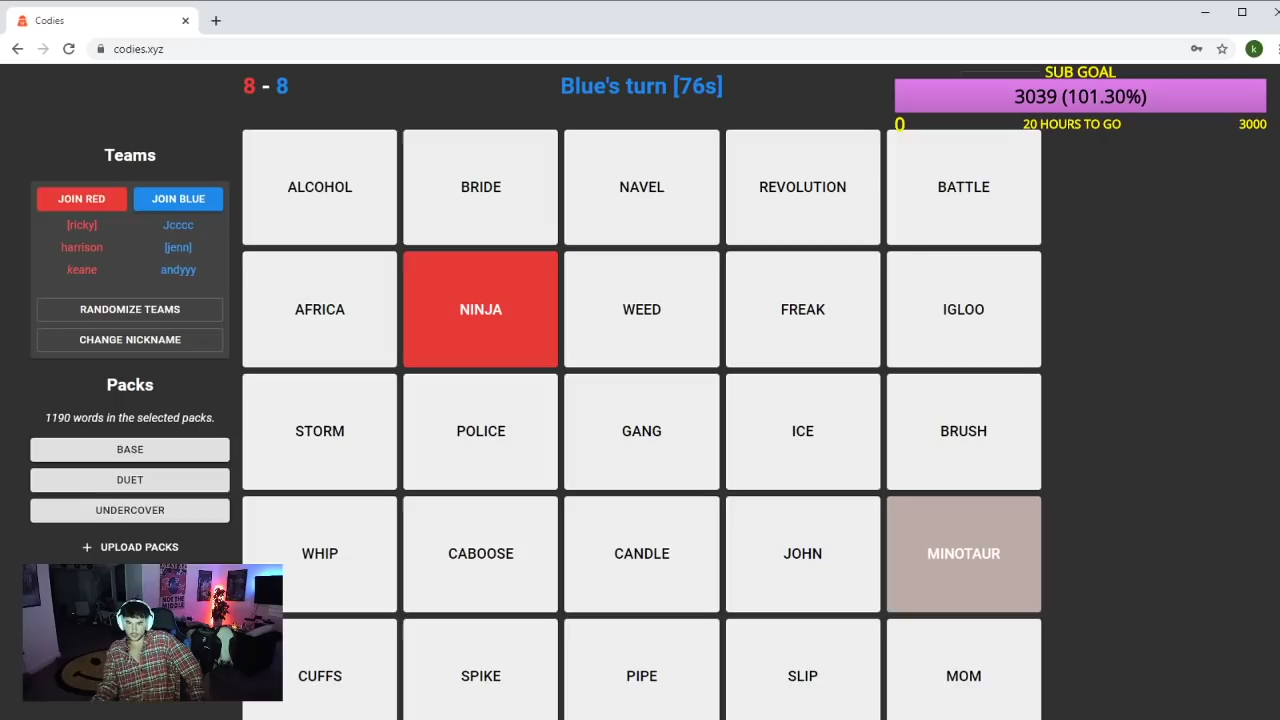 Codies
codies.xyz
k
8 - 8
Blue's turn [76s]
SUB GOAL
3039 (101.30%)
0
20 HOURS TO GO
3000
Teams
JOIN RED
JOIN BLUE
[ricky]
Jcccc
harrison
[jenn]
keane
andyyy
RANDOMIZE TEAMS
CHANGE NICKNAME
Packs
1190 words in the selected packs.
BASE
DUET
UNDERCOVER
+ UPLOAD PACKS
ALCOHOL
BRIDE
NAVEL
REVOLUTION
BATTLE
AFRICA
NINJA
WEED
FREAK
IGLOO
STORM
POLICE
GANG
ICE
BRUSH
WHIP
CABOOSE
CANDLE
JOHN
MINOTAUR
CUFFS
SPIKE
PIPE
SLIP
MOM